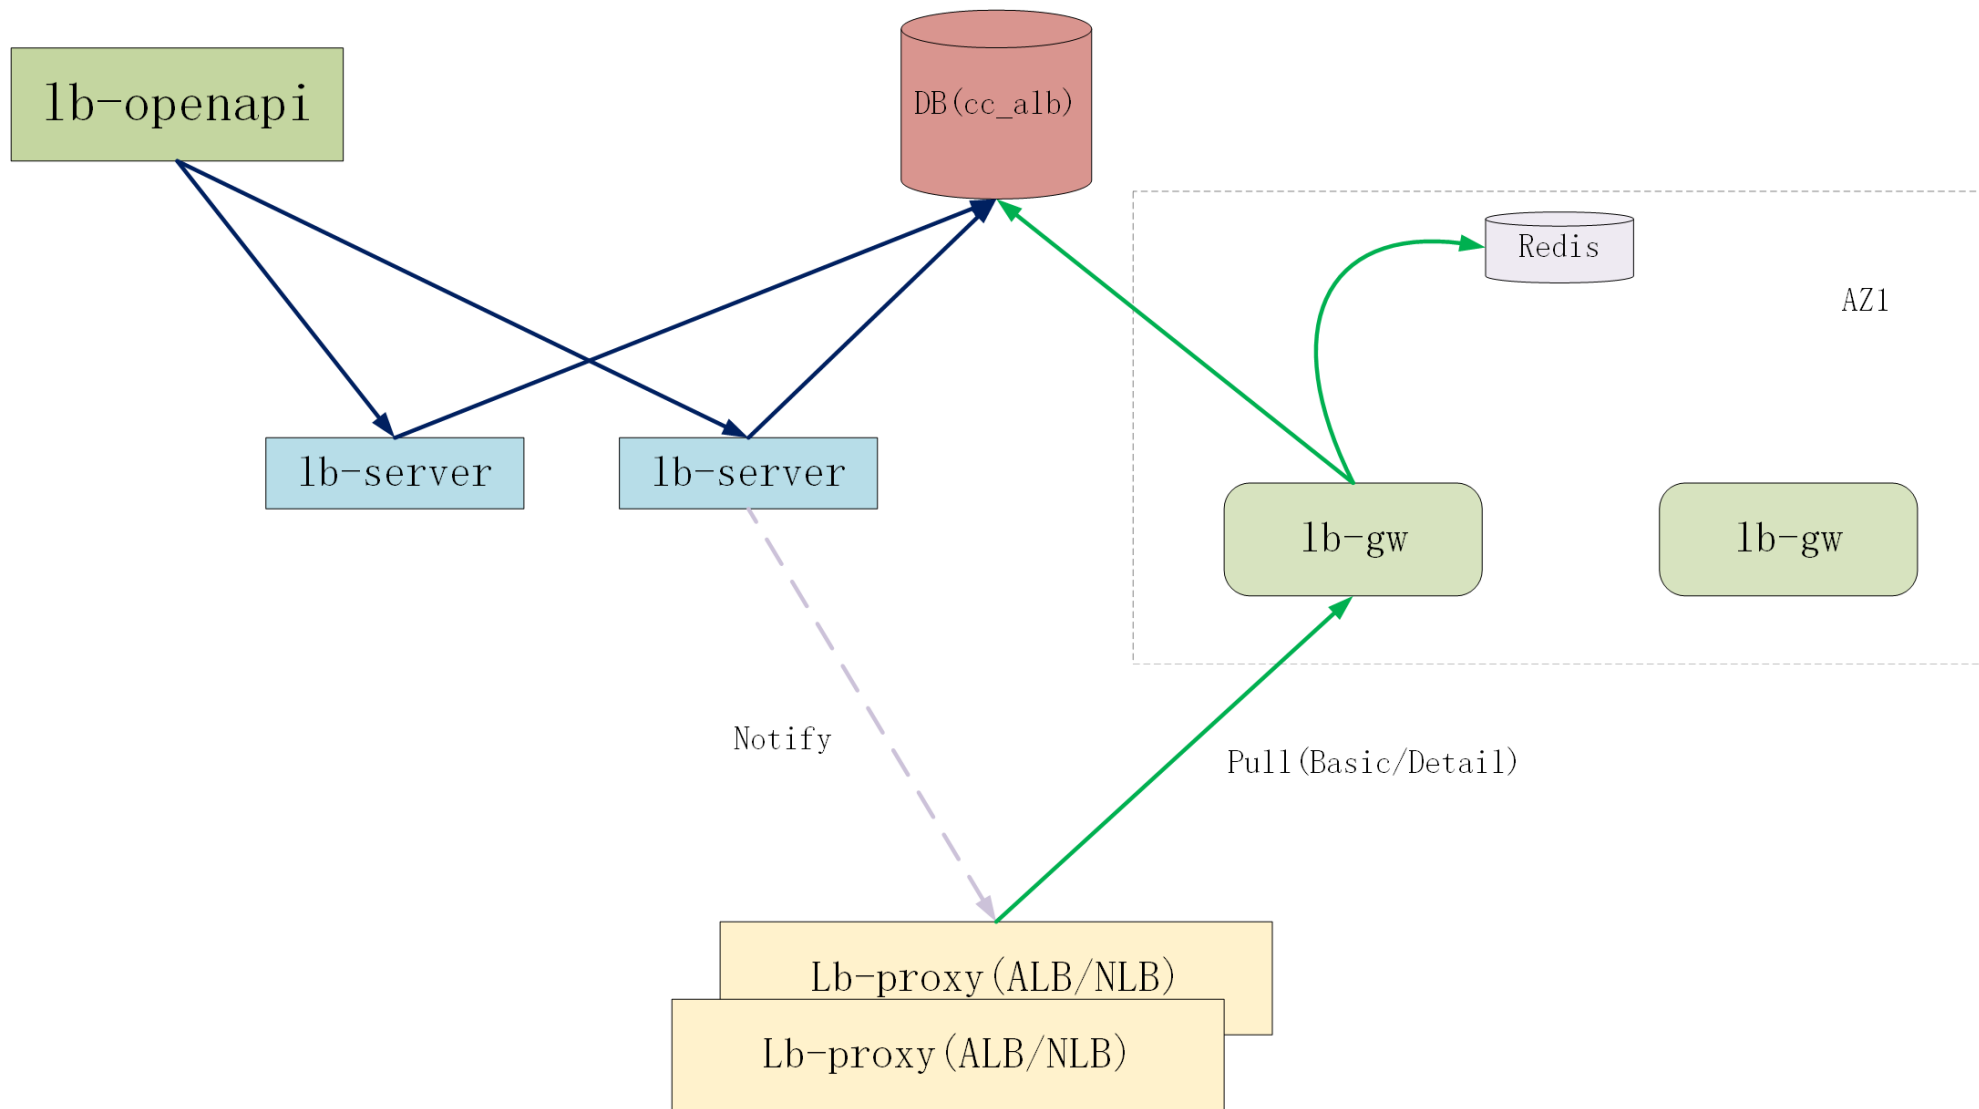 lb-openapi
DB(cc_alb)
Redis
AZ1
lb-server
lb-server
lb-gw
lb-gw
Notify
Pull(Basic/Detail)
Lb-proxy(ALB/NLB)
Lb-proxy(ALB/NLB)